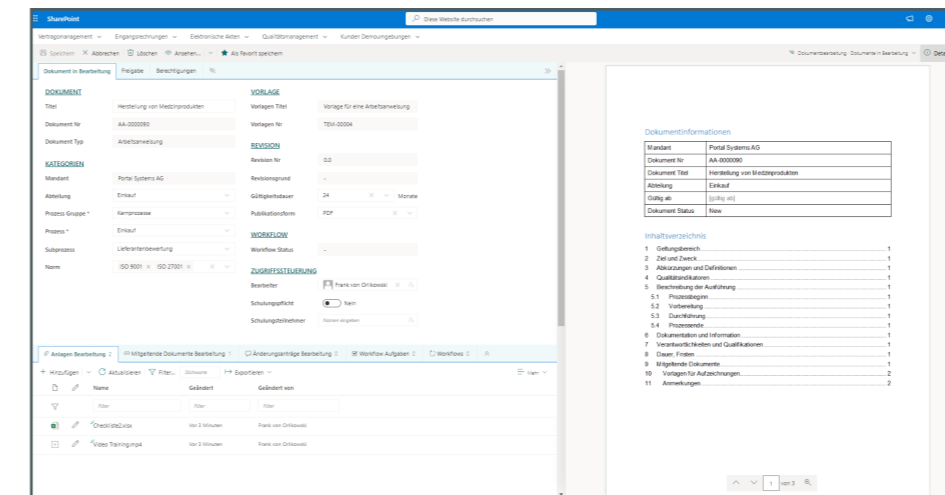 SharePoint
Diese Website durchsuchen
Vertragsmanagement
Eingangsrechnungen
Elektronische Akten
Qualitätsmanagement
Kunden Demoumgebungen
Speichern
Abbrechen
Löschen
Ansehen...
Als Favorit speichern
Dokumentbearbeitung: Dokumente in Bearbeitung
Deta
Dokument in Bearbeitung
Freigabe
Berechtigungen
DOKUMENT
Titel Herstellung von Medizinprodukten
Dokument Nr AA-0000090
Dokument Typ Arbeitsanweisung
KATEGORIEN
Mandant Portal Systems AG
Abteilung Einkauf
Prozess Gruppe * Kernprozesse
Prozess * Einkauf
Subprozess Lieferantenbewertung
Norm ISO 9001 × ISO 27001 ×
VORLAGE
Vorlagen Titel Vorlage für eine Arbeitsanweisung
Vorlagen Nr TEM-00004
REVISION
Revision Nr 0.0
Revisionsgrund -
Gültigkeitsdauer 24 Monate
Publikationsform PDF
WORKFLOW
Workflow Status -
ZUGRIFFSSTEUERUNG
Bearbeiter Frank von Orlikowski
Schulungspflicht Nein
Schulungsteilnehmer Namen eingeben
Anlagen Bearbeitung 2
Mitgeltende Dokumente Bearbeitung
Änderungsanträge Bearbeitung 0
Workflow Aufgaben 0
Workflows 0
+ Hinzufügen
Aktualisieren
Filter...
Stichwort
Exportieren
Name Geändert Geändert von
Filter Filter Filter
Checkliste2.xlsx Vor 3 Minuten Frank von Orlikowski
Video Training.mp4 Vor 3 Minuten Frank von Orlikowski
Dokumentinformationen
Mandant Portal Systems AG
Dokument Nr AA-0000090
Dokument Titel Herstellung von Medizinprodukten
Abteilung Einkauf
Gültig ab [gültig ab]
Dokument Status New
Inhaltsverzeichnis
1 Geltungsbereich 1
2 Ziel und Zweck 1
3 Abkürzungen und Definitionen 1
4 Qualitätsindikatoren 1
5 Beschreibung der Ausführung 1
5.1 Prozessbeginn 1
5.2 Vorbereitung 1
5.3 Durchführung 1
5.4 Prozessende 1
6 Dokumentation und Information 1
7 Verantwortlichkeiten und Qualifikationen 1
8 Dauer, Fristen 1
9 Mitgeltende Dokumente 1
10 Vorlagen für Aufzeichnungen 2
11 Anmerkungen 2
1 von 3